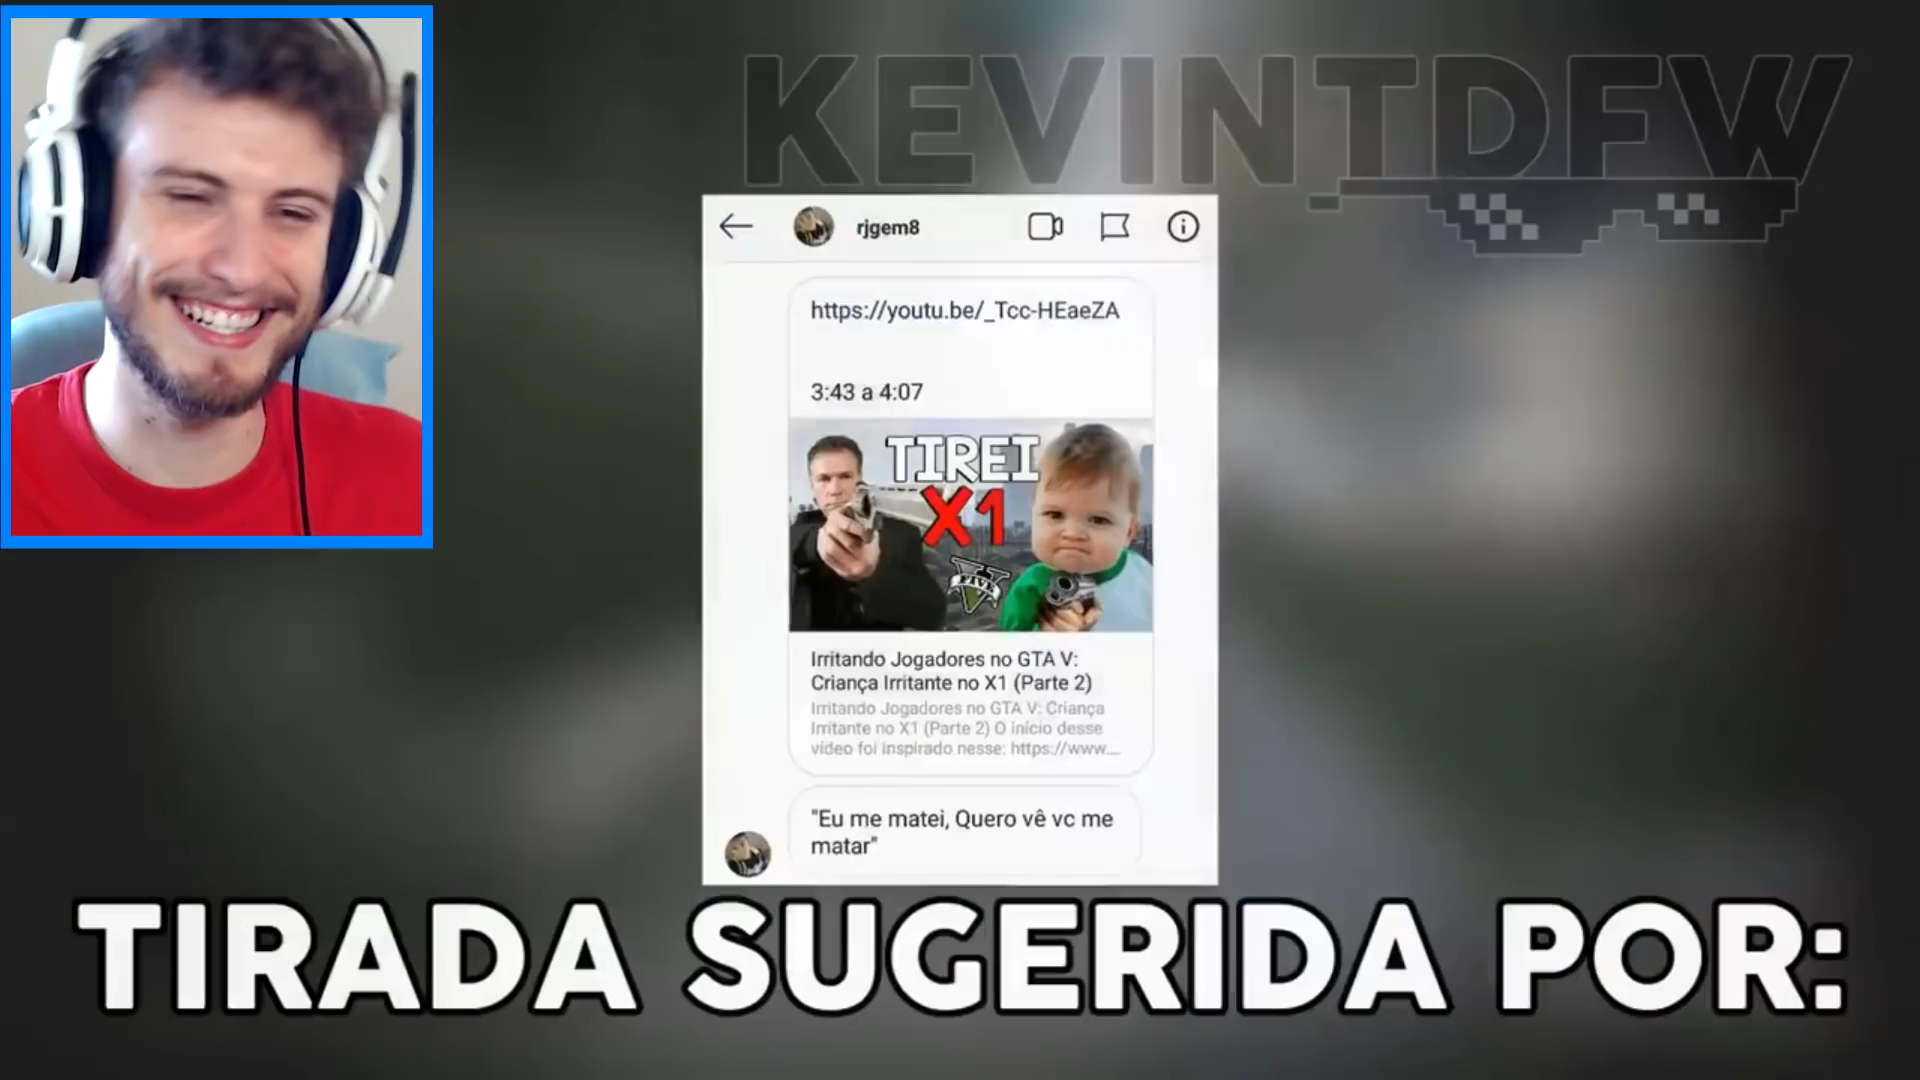 KEVINTDFW
rjgem8
https://youtu.be/_Tcc-HEaeZA
3:43 a 4:07
TIREI
X1
FIVE
Irritando Jogadores no GTA V:
Criança Irritante no X1 (Parte 2)
Irritando Jogadores no GTA V: Criança
Irritante no X1 (Parte 2) O início desse
vídeo foi inspirado nesse: https://www....
"Eu me matei, Quero vê vc me
matar"
TIRADA SUGERIDA POR: